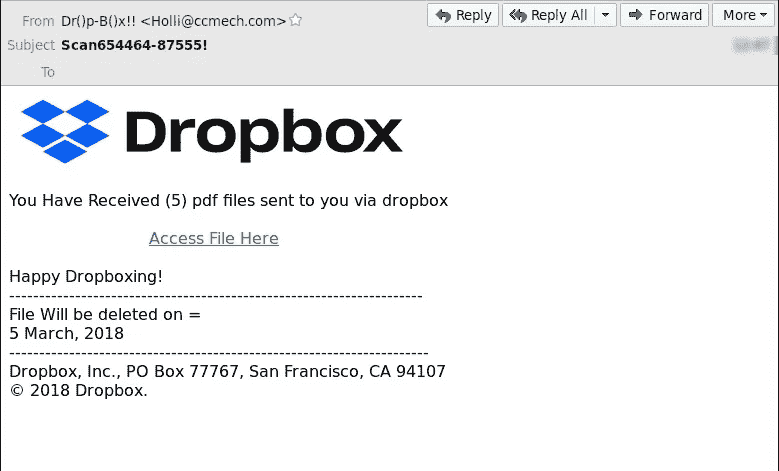 From Dr()p-B()x!! <Holli@ccmech.com>
Reply Reply All Forward More
Subject Scan654464-87555!
To
Dropbox
You Have Received (5) pdf files sent to you via dropbox
Access File Here
Happy Dropboxing!
---------------------------------------------------------------------
File Will be deleted on =
5 March, 2018
----------------------------------------------------------------------
Dropbox, Inc., PO Box 77767, San Francisco, CA 94107
© 2018 Dropbox.